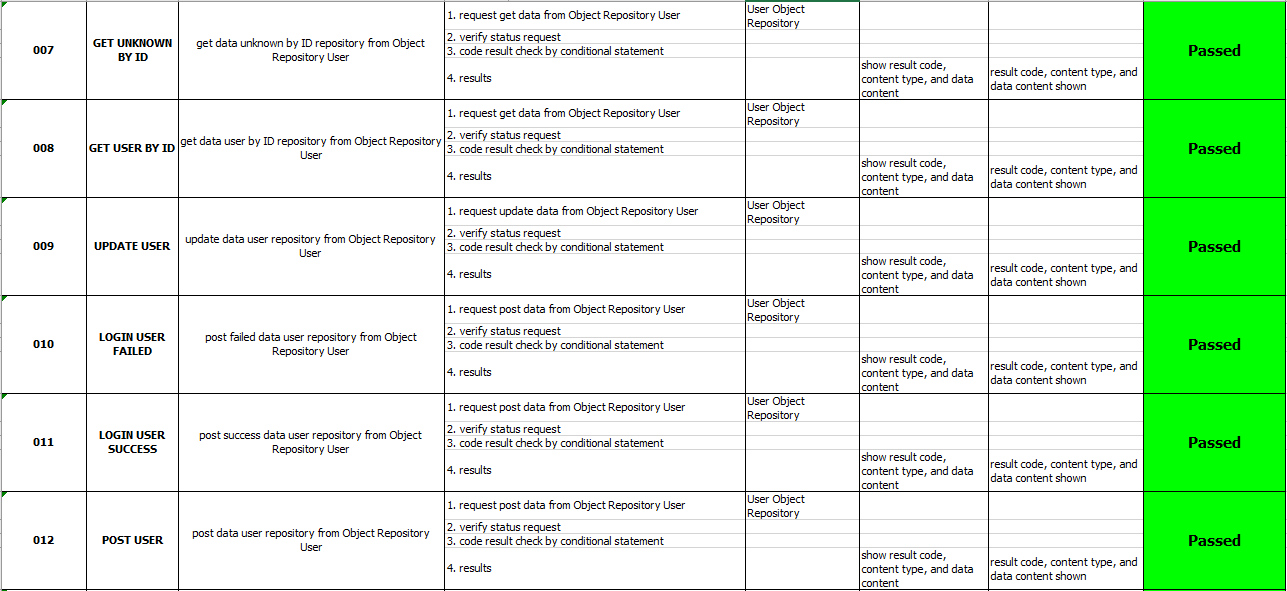 007
GET UNKNOWN
BY ID
get data unknown by ID repository from Object
Repository User
1. request get data from Object Repository User
2. verify status request
3. code result check by conditional statement
4. results
User Object
Repository
show result code,
content type, and data
content
result code, content type, and
data content shown
Passed
008
GET USER BY ID
get data user by ID repository from Object Repository
User
1. request get data from Object Repository User
2. verify status request
3. code result check by conditional statement
4. results
User Object
Repository
show result code,
content type, and data
content
result code, content type, and
data content shown
Passed
009
UPDATE USER
update data user repository from Object Repository
User
1. request update data from Object Repository User
2. verify status request
3. code result check by conditional statement
4. results
User Object
Repository
show result code,
content type, and data
content
result code, content type, and
data content shown
Passed
010
LOGIN USER
FAILED
post failed data user repository from Object
Repository User
1. request post data from Object Repository User
2. verify status request
3. code result check by conditional statement
4. results
User Object
Repository
show result code,
content type, and data
content
result code, content type, and
data content shown
Passed
011
LOGIN USER
SUCCESS
post success data user repository from Object
Repository User
1. request post data from Object Repository User
2. verify status request
3. code result check by conditional statement
4. results
User Object
Repository
show result code,
content type, and data
content
result code, content type, and
data content shown
Passed
012
POST USER
post data user repository from Object Repository
User
1. request post data from Object Repository User
2. verify status request
3. code result check by conditional statement
4. results
User Object
Repository
show result code,
content type, and data
content
result code, content type, and
data content shown
Passed